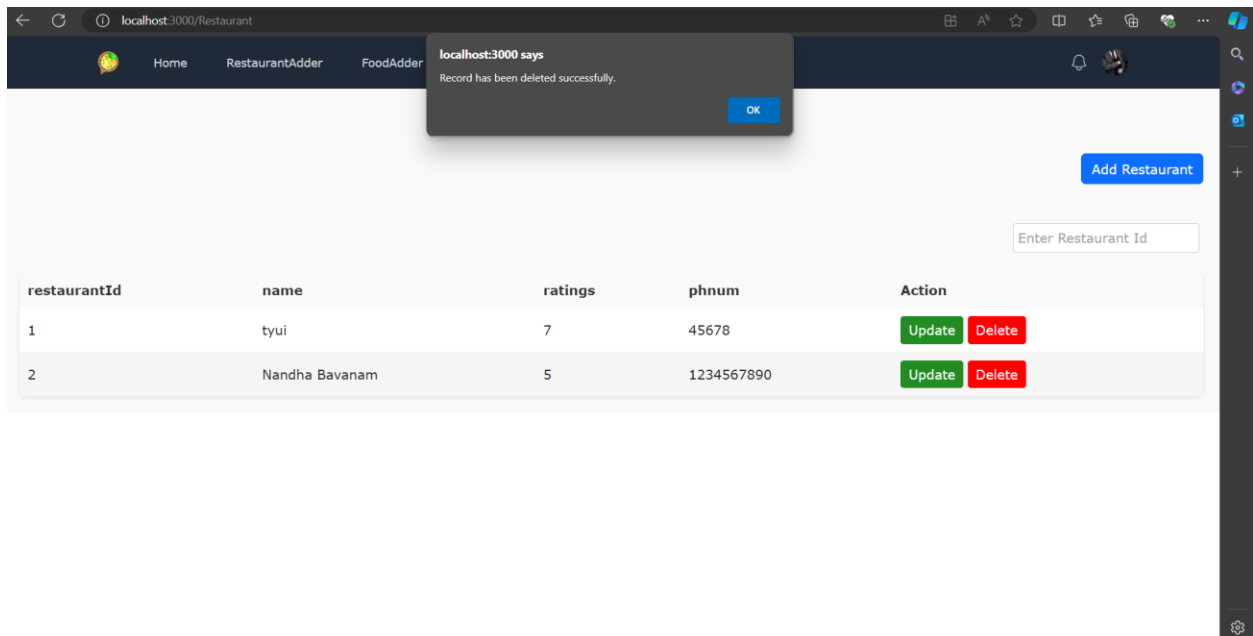 localhost:3000/Restaurant
localhost:3000 says
Record has been deleted successfully.
OK
Home RestaurantAdder FoodAdder
Add Restaurant
Enter Restaurant Id
restaurantId name ratings phnum Action
1 tyui 7 45678 Update Delete
2 Nandha Bavanam 5 1234567890 Update Delete